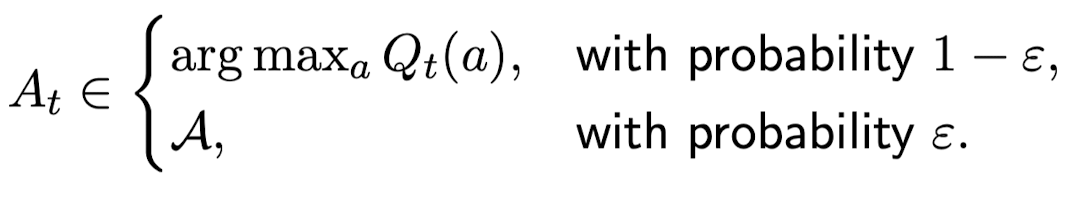 A_t ∈ { arg max_a Q_t(a), with probability 1 − ε,
𝒜, with probability ε.